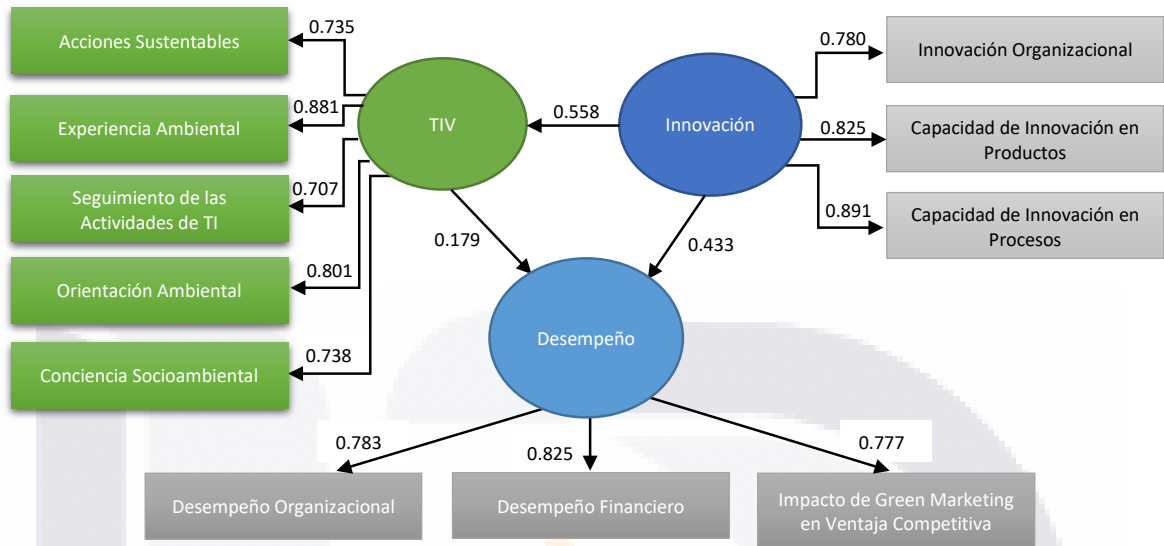 0.735
Acciones Sustentables
0.780
Innovación Organizacional
0.881
Experiencia Ambiental
TIV
0.558
Innovación
0.825
Capacidad de Innovación en
Productos
0.707
Seguimiento de las
Actividades de TI
0.891
Capacidad de Innovación en
Procesos
0.179
0.433
0.801
Orientación Ambiental
Desempeño
0.738
Conciencia Socioambiental
0.783
0.825
0.777
Desempeño Organizacional
Desempeño Financiero
Impacto de Green Marketing
en Ventaja Competitiva